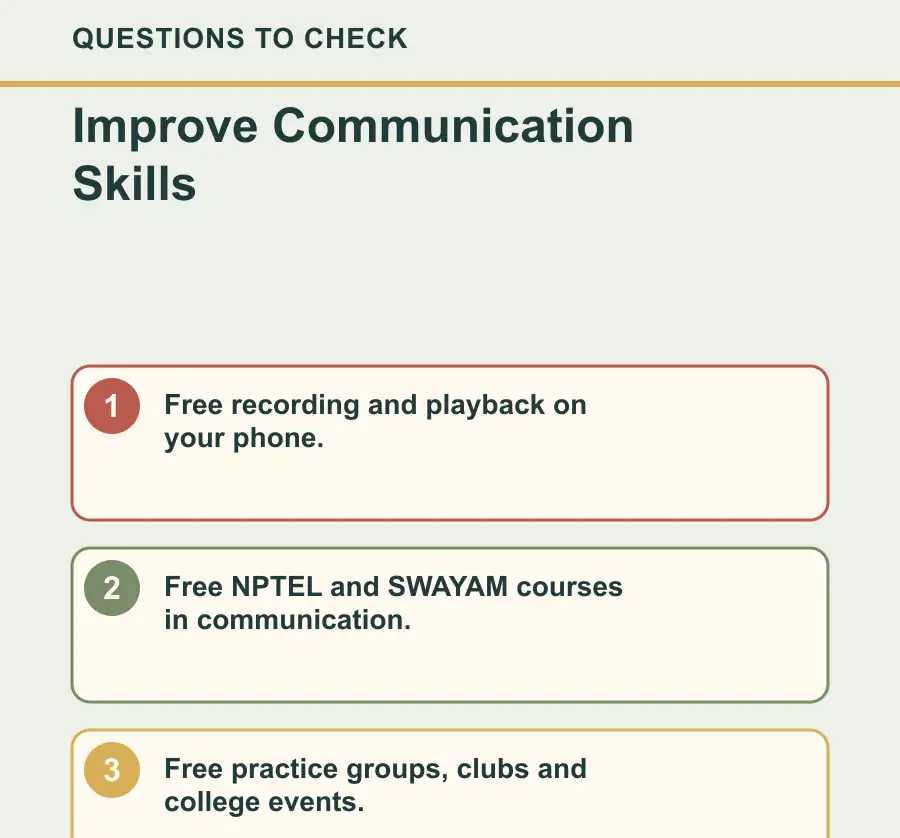 QUESTIONS TO CHECK
Improve Communication
Skills
1
Free recording and playback on
your phone.
2
Free NPTEL and SWAYAM courses
in communication.
3
Free practice groups, clubs and
college events.